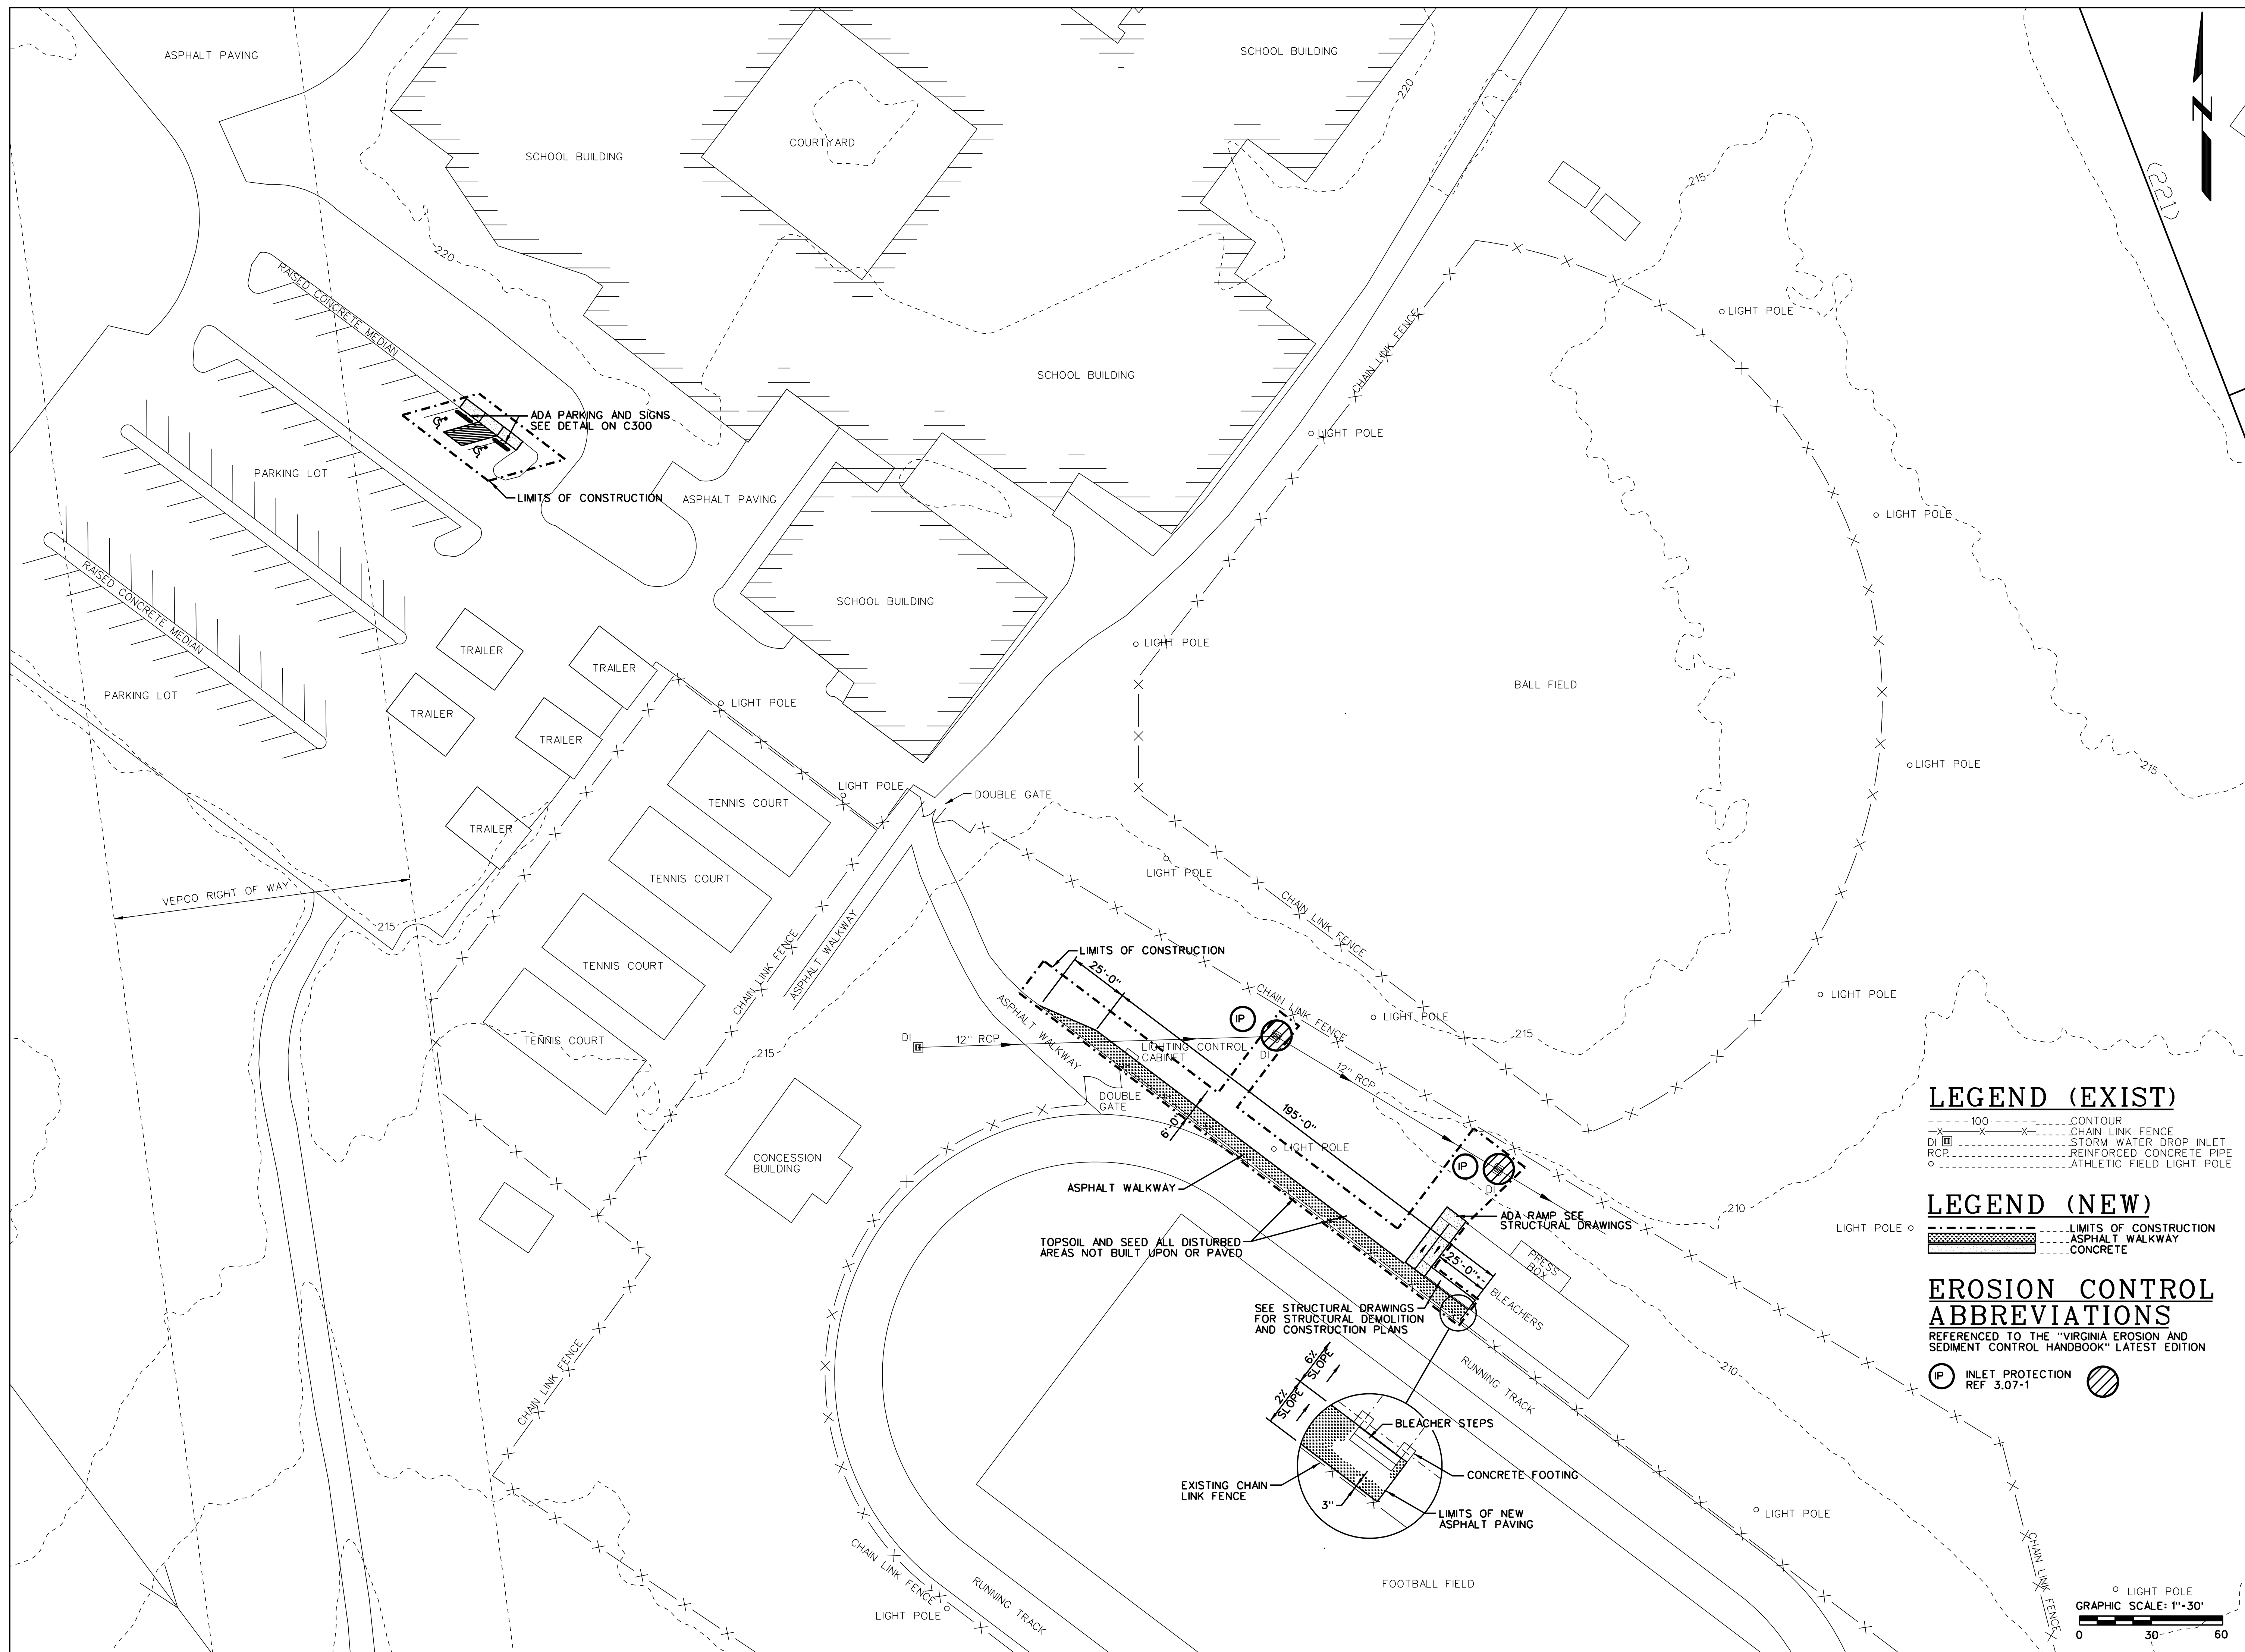 ASPHALT PAVING
SCHOOL BUILDING
220
N
COURTYARD
SCHOOL BUILDING
215
(221)
220
RAISED CONCRETE MEDIAN
LIGHT POLE
CHAIN LINK FENCE
SCHOOL BUILDING
ADA PARKING AND SIGNS
SEE DETAIL ON C300
LIGHT POLE
PARKING LOT
LIMITS OF CONSTRUCTION
ASPHALT PAVING
LIGHT POLE
RAISED CONCRETE MEDIAN
SCHOOL BUILDING
LIGHT POLE
TRAILER
TRAILER
BALL FIELD
PARKING LOT
LIGHT POLE
TRAILER
TRAILER
LIGHT POLE
215
LIGHT POLE
DOUBLE GATE
TENNIS COURT
TRAILER
LIGHT POLE
TENNIS COURT
VEPCO RIGHT OF WAY
CHAIN LINK FENCE
215
ASPHALT WALKWAY
CHAIN LINK FENCE
LIMITS OF CONSTRUCTION
TENNIS COURT
25'-0"
LIGHT POLE
CHAIN LINK FENCE
ASPHALT WALKWAY
IP
LIGHT POLE
215
DI
12" RCP
TENNIS COURT
LIGHTING CONTROL
CABINET
DI
215
12" RCP
DOUBLE
GATE
195'-0"
6'-0"
LIGHT POLE
CONCESSION
BUILDING
IP
DI
ASPHALT WALKWAY
ADA RAMP SEE
STRUCTURAL DRAWINGS
210
TOPSOIL AND SEED ALL DISTURBED
AREAS NOT BUILT UPON OR PAVED
25'-0"
PRESS
BOX
BLEACHERS
SEE STRUCTURAL DRAWINGS
FOR STRUCTURAL DEMOLITION
AND CONSTRUCTION PLANS
RUNNING TRACK
210
CHAIN LINK FENCE
6%
SLOPE
2%
SLOPE
BLEACHER STEPS
CONCRETE FOOTING
EXISTING CHAIN
LINK FENCE
3"
LIMITS OF NEW
ASPHALT PAVING
LIGHT POLE
CHAIN LINK FENCE
FOOTBALL FIELD
RUNNING TRACK
LIGHT POLE
CHAIN LINK FENCE
LEGEND (EXIST)
100 CONTOUR
X X X CHAIN LINK FENCE
DI STORM WATER DROP INLET
RCP REINFORCED CONCRETE PIPE
ATHLETIC FIELD LIGHT POLE
LEGEND (NEW)
LIGHT POLE
LIMITS OF CONSTRUCTION
ASPHALT WALKWAY
CONCRETE
EROSION CONTROL
ABBREVIATIONS
REFERENCED TO THE "VIRGINIA EROSION AND
SEDIMENT CONTROL HANDBOOK" LATEST EDITION
IP INLET PROTECTION
REF 3.07-1
LIGHT POLE
GRAPHIC SCALE: 1"=30'
0 30 60